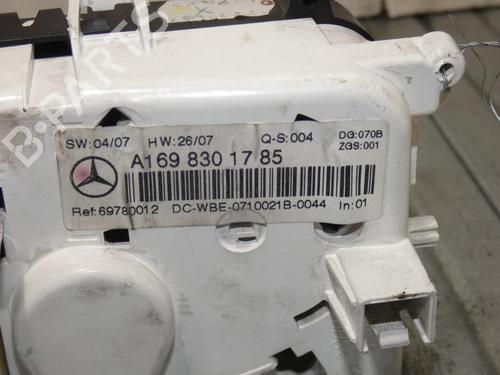 SW: 04/07 HW: 26/07 Q-S: 004 DG:070B
ZGS:001
A169 830 17 85
Ref: 69780012 DC-WBE-0710021B-0044 In: 01
B-PARTS